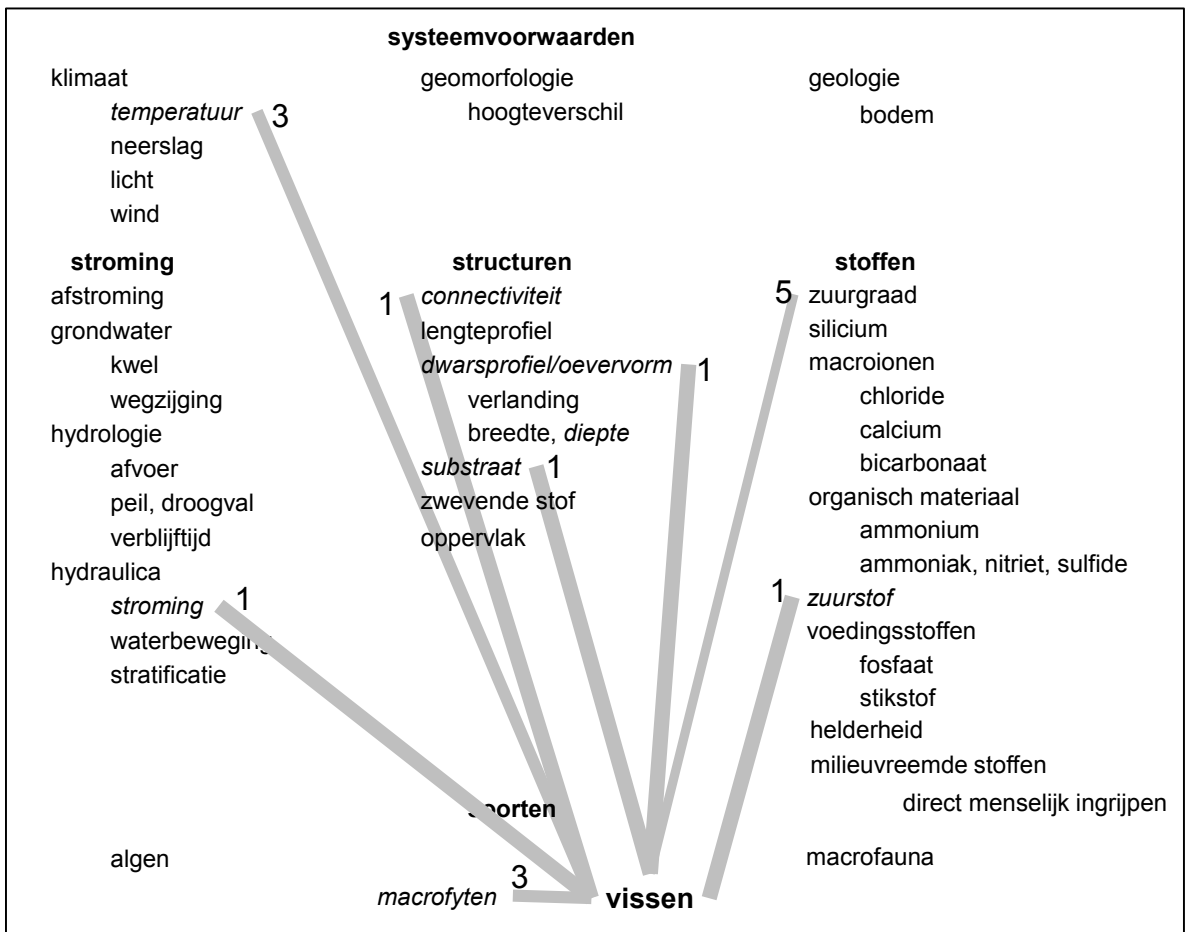 systeemvoorwaarden
klimaat geomorfologie geologie
temperatuur 3 hoogteverschil bodem
neerslag
licht
wind
stroming structuren stoffen
afstroming 1 connectiviteit 5 zuurgraad
grondwater lengteprofiel silicium
kwel dwarsprofiel/oevervorm 1 macroionen
wegzijging verlanding chloride
hydrologie breedte, diepte calcium
afvoer substraat 1 bicarbonaat
peil, droogval zwevende stof organisch materiaal
verblijftijd oppervlak ammonium
hydraulica ammoniak, nitriet, sulfide
stroming 1 1 zuurstof
waterbeweging voedingsstoffen
stratificatie fosfaat
stikstof
helderheid
milieuvreemde stoffen
soorten direct menselijk ingrijpen
algen macrofauna
macrofyten 3 vissen